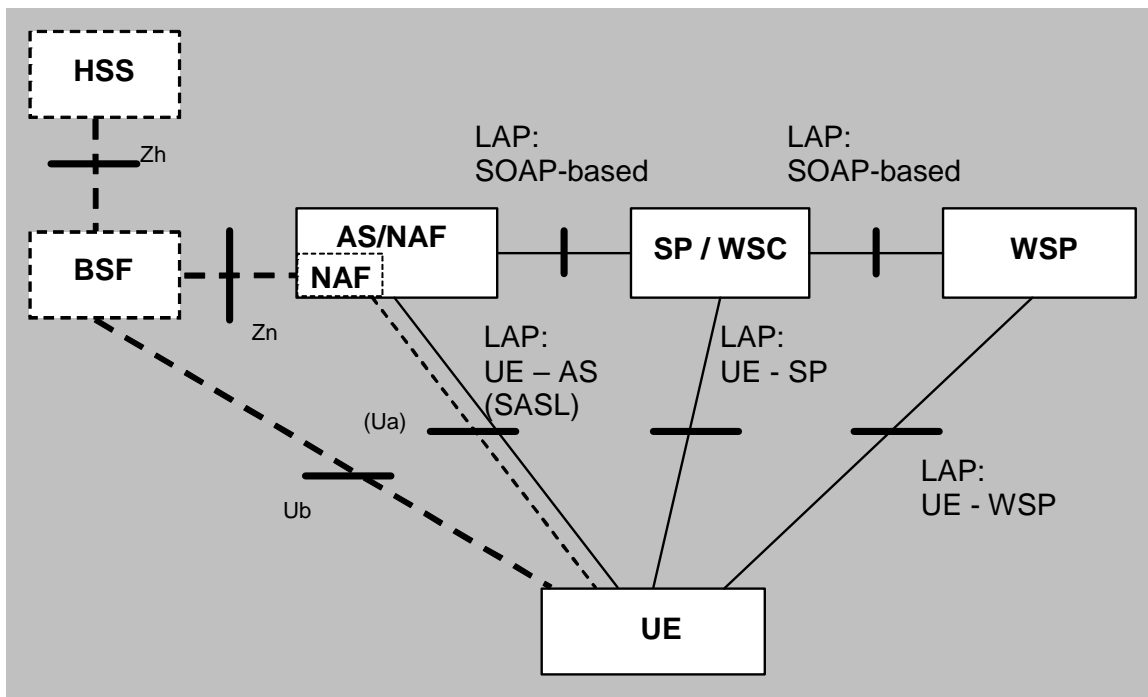 HSS
Zh
LAP:
SOAP-based
LAP:
SOAP-based
BSF
AS/NAF
NAF
SP / WSC
WSP
Zn
LAP:
UE – AS
(SASL)
LAP:
UE - SP
(Ua)
Ub
LAP:
UE - WSP
UE